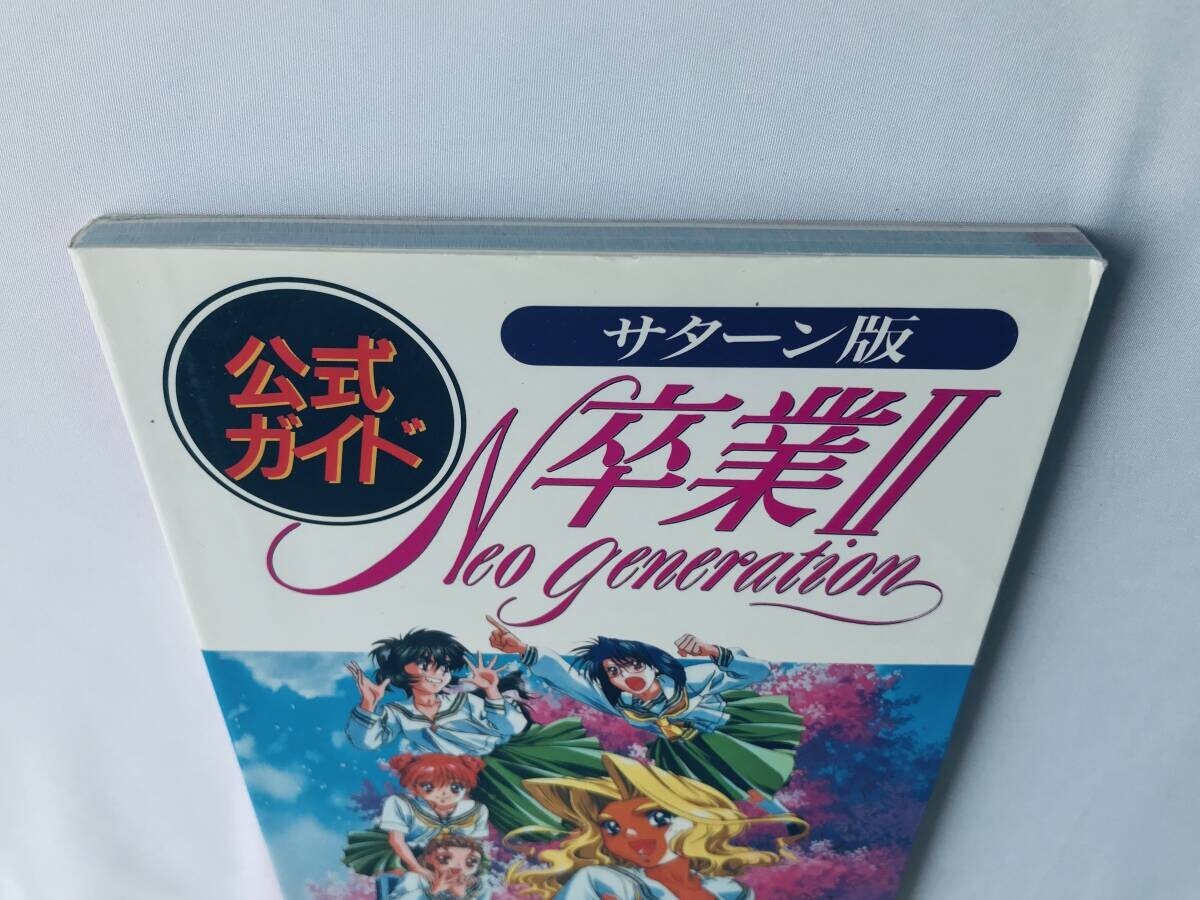 公式
ガイド
サターン版
卒業Ⅱ
Neo generation